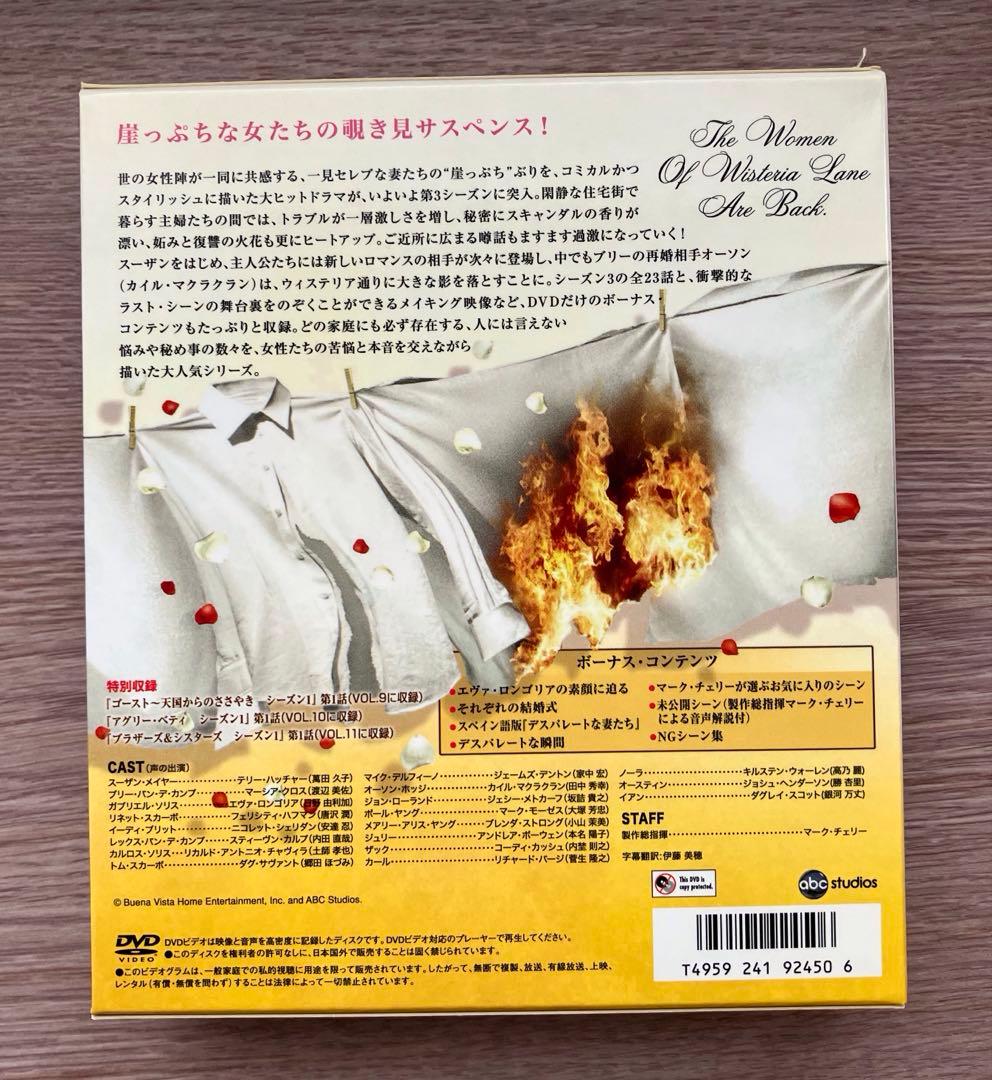 崖っぷちな女たちの覗き見サスペンス!
The Women
Of Wisteria Lane
Are Back.
世の女性陣が一同に共感する、一見セレブな妻たちの“崖っぷち”ぶりを、コミカルかつ
スタイリッシュに描いた大ヒットドラマが、いよいよ第3シーズンに突入。閑静な住宅街で
暮らす主婦たちの間では、トラブルが一層激しさを増し、秘密にスキャンダルの香りが
漂い、妬みと復讐の火花も更にヒートアップ。ご近所に広まる噂話もますます過激になっていく!
スーザンをはじめ、主人公たちには新しいロマンスの相手が次々に登場し、中でもブリーの再婚相手オーソン
(カイル・マクラクラン)は、ウィステリア通りに大きな影を落とすことに。シーズン3の全23話と、衝撃的な
ラスト・シーンの舞台裏をのぞくことができるメイキング映像など、DVDだけのボーナス・
コンテンツもたっぷりと収録。どの家庭にも必ず存在する、人には言えない
悩みや秘め事の数々を、女性たちの苦悩と本音を交えながら
描いた大人気シリーズ。
特別収録
「ゴースト〜天国からのささやき シーズン1」第1話(VOL.9に収録)
「アグリー・ベティ シーズン1」第1話(VOL.10に収録)
「ブラザーズ&シスターズ シーズン1」第1話(VOL.11に収録)
ボーナス・コンテンツ
●エヴァ・ロンゴリアの素顔に迫る
●それぞれの結婚式
●スペイン語版「デスパレートな妻たち」
●デスパレートな瞬間
●マーク・チェリーが選ぶお気に入りのシーン
●未公開シーン(製作総指揮マーク・チェリー
による音声解説付)
●NGシーン集
CAST(声の出演)
スーザン・メイヤー……………テリー・ハッチャー(萬田 久子)
ブリー・バン・デ・カンプ………マーシア・クロス(渡辺 美佐)
ガブリエル・ソリス………エヴァ・ロンゴリア(日野 由利加)
リネット・スカーボ………フェリシティ・ハフマン(唐沢 潤)
イーディ・ブリット………ニコレット・シェリダン(安達 忍)
レックス・バン・デ・カンプ……スティーヴン・カルプ(内田 直哉)
カルロス・ソリス…リカルド・アントニオ・チャヴィラ(土師 孝也)
トム・スカーボ……………ダグ・サヴァント(郷田 ほづみ)
マイク・デルフィーノ…………ジェームズ・デントン(家中 宏)
オーソン・ホッジ…………カイル・マクラクラン(田中 秀幸)
ジョン・ローランド………ジェシー・メトカーフ(坂詰 貴之)
ポール・ヤング……………マーク・モーゼス(大塚 芳忠)
メアリー・アリス・ヤング…ブレンダ・ストロング(小山 茉美)
ジュリー………アンドレア・ボーウェン(本名 陽子)
ザック……………コーディ・カッシュ(内埜 則之)
カール…………リチャード・バージ(菅生 隆之)
ノーラ……………キルステン・ウォーレン(高乃 麗)
オースティン………ジョシュ・ヘンダーソン(勝 杏里)
イアン……………ダグレイ・スコット(銀河 万丈)
STAFF
製作総指揮……………マーク・チェリー
字幕翻訳:伊藤 美穂
This DVD is
copy protected.
abc studios
© Buena Vista Home Entertainment, Inc. and ABC Studios.
DVD
VIDEO
DVDビデオは映像と音声を高密度に記録したディスクです。DVDビデオ対応のプレーヤーで再生してください。
●このディスクを権利者の許可なしに、日本国外で販売することは固く禁じられています。
●このビデオグラムは、一般家庭での私的視聴に用途を限って販売されています。したがって、無断で複製、放送、有線放送、上映、
レンタル(有償・無償を問わず)することは法律によって一切禁止されています。
T4959 241 92450 6